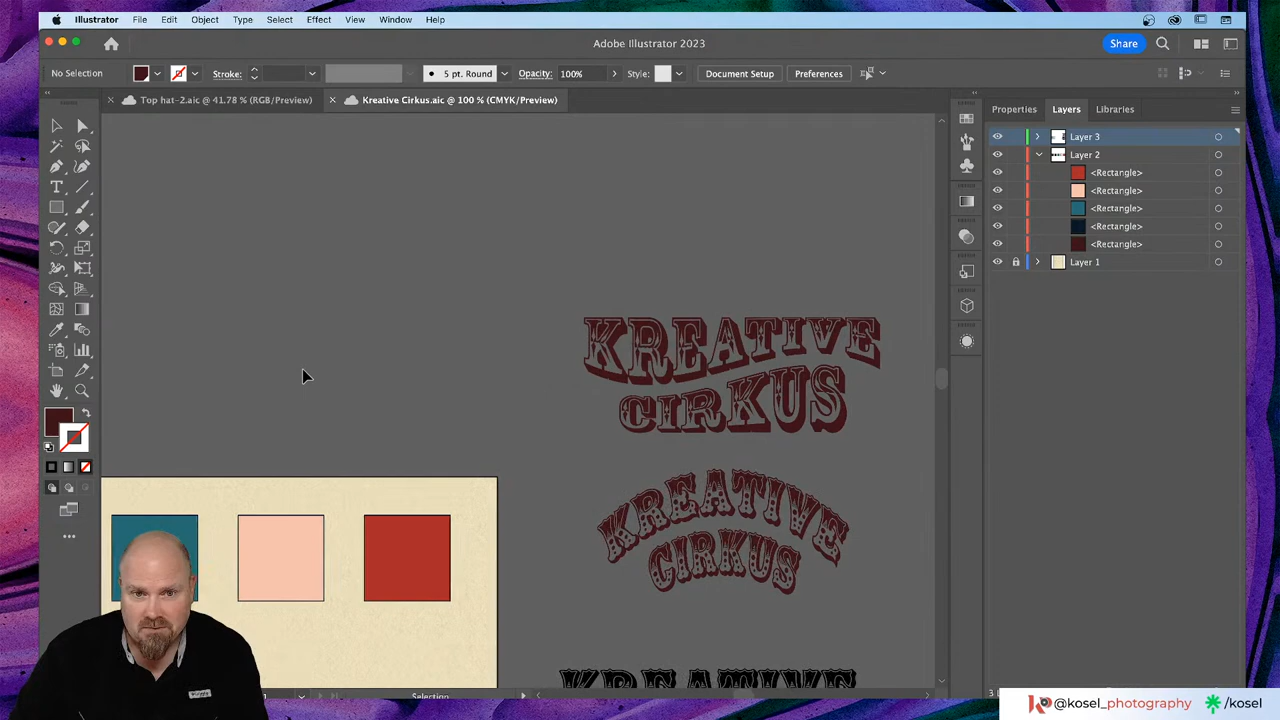 Illustrator File Edit Object Type Select Effect View Window Help
Adobe Illustrator 2023
Share
No Selection
Stroke:
5 pt. Round
Opacity: 100%
Style:
Document Setup
Preferences
Top hat-2.aic @ 41.78 % (RGB/Preview)
Kreative Cirkus.aic @ 100 % (CMYK/Preview)
Properties Layers Libraries
Layer 3
Layer 2
<Rectangle>
<Rectangle>
<Rectangle>
<Rectangle>
<Rectangle>
Layer 1
KREATIVE
CIRKUS
KREATIVE
CIRKUS
KREATIVE
Selection
@kosel_photography
/kosel